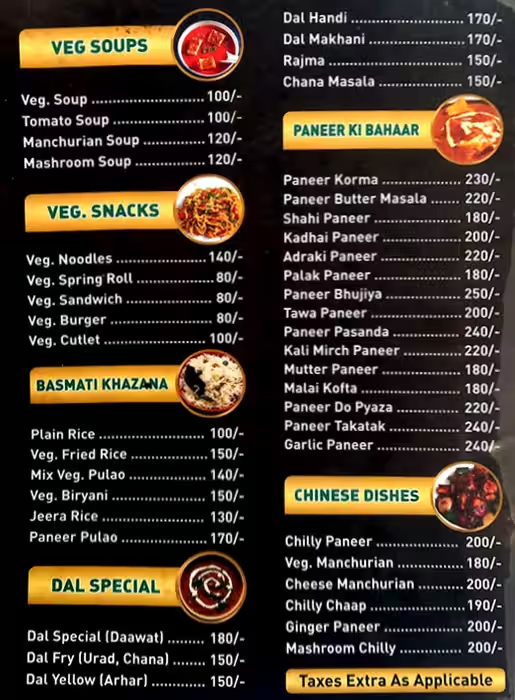 VEG SOUPS
Veg. Soup .................... 100/-
Tomato Soup ............... 100/-
Manchurian Soup ......... 120/-
Mashroom Soup ........... 120/-
VEG. SNACKS
Veg. Noodles ............... 140/-
Veg. Spring Roll ........... 80/-
Veg. Sandwich .............. 80/-
Veg. Burger .................. 80/-
Veg. Cutlet .................. 100/-
BASMATI KHAZANA
Plain Rice .................... 100/-
Veg. Fried Rice ............ 150/-
Mix Veg. Pulao ............. 140/-
Veg. Biryani ................. 150/-
Jeera Rice ................... 130/-
Paneer Pulao ............... 170/-
DAL SPECIAL
Dal Special (Daawat) ......... 180/-
Dal Fry (Urad, Chana) ........ 150/-
Dal Yellow (Arhar) ............. 150/-
Dal Handi ..................... 170/-
Dal Makhani .................. 170/-
Rajma .......................... 150/-
Chana Masala ............... 150/-
PANEER KI BAHAAR
Paneer Korma ................ 230/-
Paneer Butter Masala ....... 220/-
Shahi Paneer ................. 180/-
Kadhai Paneer ............... 200/-
Adraki Paneer ................ 220/-
Palak Paneer ................. 180/-
Paneer Bhujiya ............... 250/-
Tawa Paneer .................. 200/-
Paneer Pasanda ............. 240/-
Kali Mirch Paneer ........... 220/-
Mutter Paneer ................ 180/-
Malai Kofta .................... 180/-
Paneer Do Pyaza ............ 220/-
Paneer Takatak .............. 240/-
Garlic Paneer ................. 240/-
CHINESE DISHES
Chilly Paneer ................. 200/-
Veg. Manchurian ............. 180/-
Cheese Manchurian ......... 200/-
Chilly Chaap .................. 190/-
Ginger Paneer ................ 200/-
Mashroom Chilly ............. 200/-
Taxes Extra As Applicable